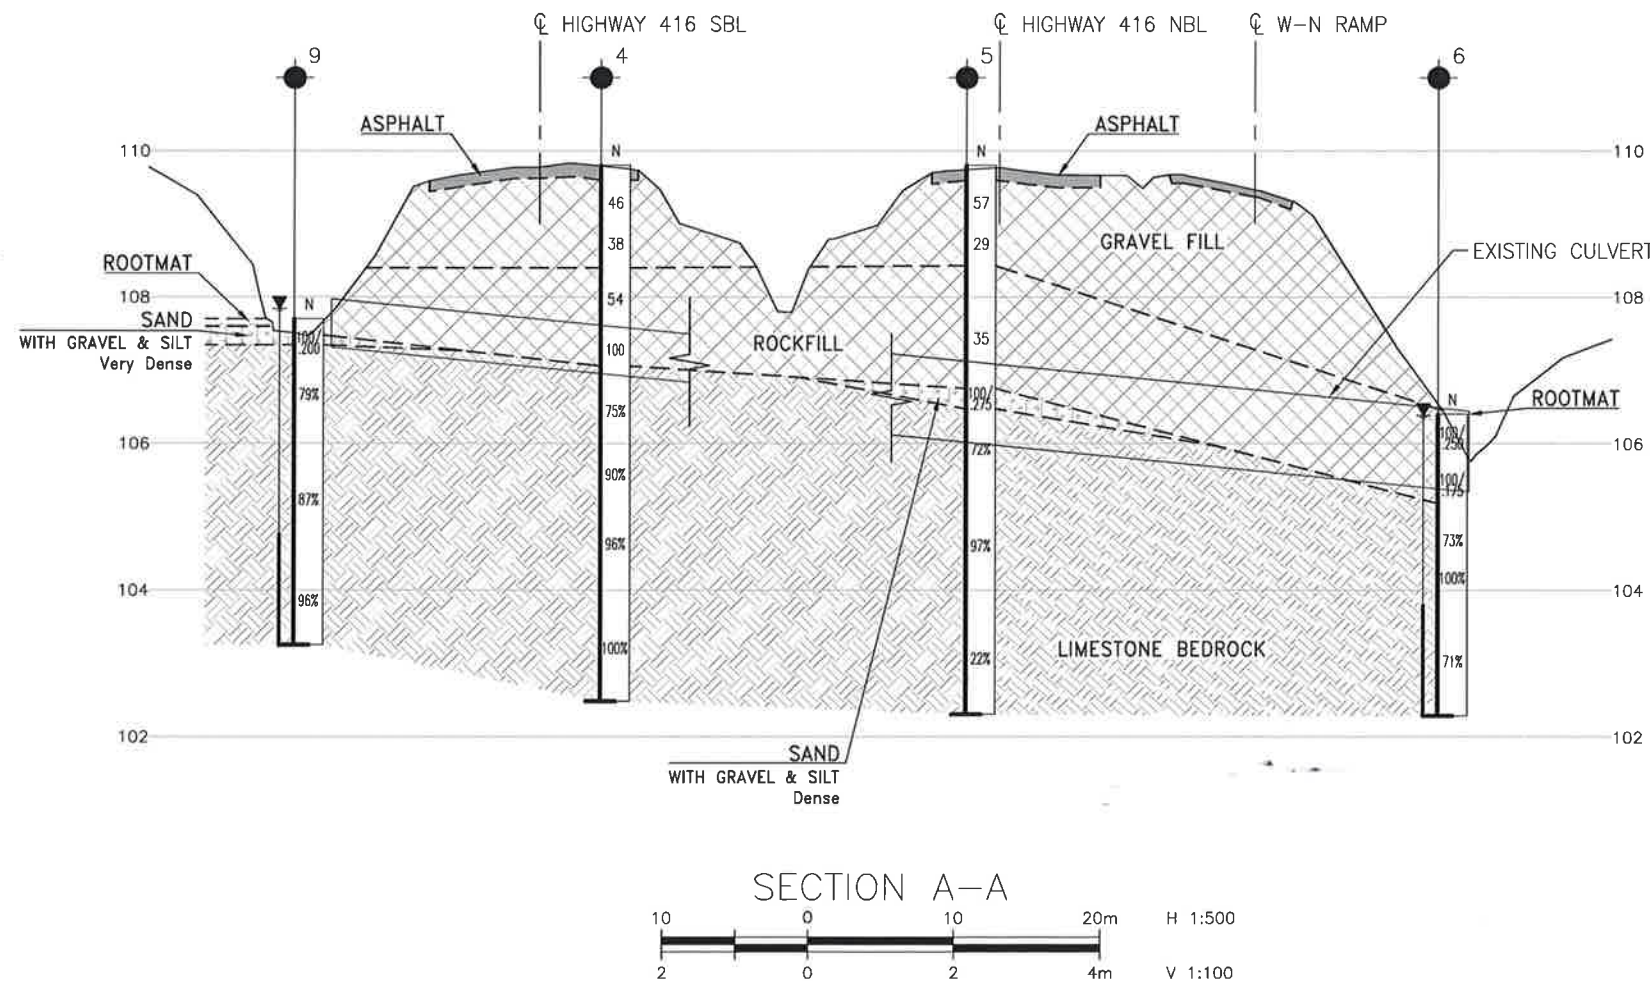 ℄ HIGHWAY 416 SBL
℄ HIGHWAY 416 NBL
℄ W-N RAMP
9
4
5
6
ASPHALT
ASPHALT
110
N
N
110
46
57
38
29
GRAVEL FILL
EXISTING CULVERT
ROOTMAT
108
N
54
108
SAND
WITH GRAVEL & SILT
Very Dense
100/
.200
100
ROCKFILL
35
79%
100/
.275
N
ROOTMAT
75%
106
100/
.250
106
72%
90%
100/
.175
87%
96%
97%
73%
104
100%
104
96%
100%
22%
LIMESTONE BEDROCK
71%
102
102
SAND
WITH GRAVEL & SILT
Dense
SECTION A-A
10 0 10 20m H 1:500
2 0 2 4m V 1:100